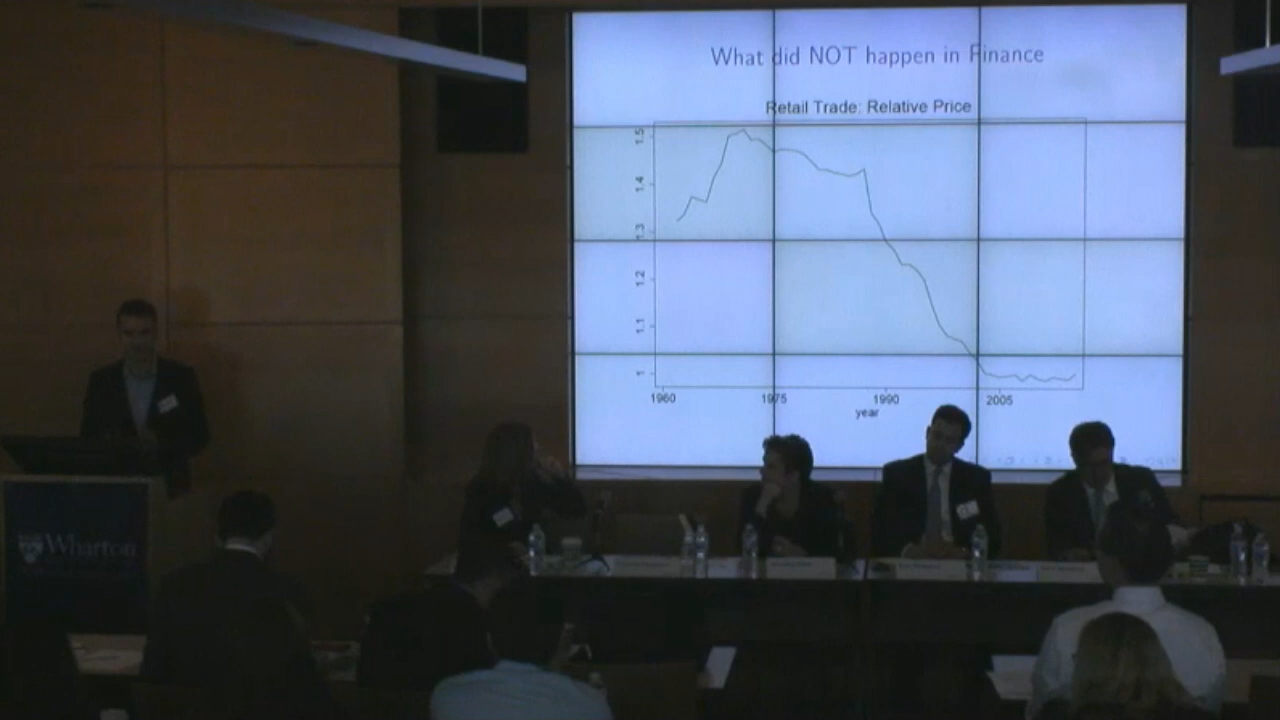 What did NOT happen in Finance
Retail Trade: Relative Price
1.5
1.4
1.3
1.2
1.1
1
1960
1975
1990
2005
year
Wharton